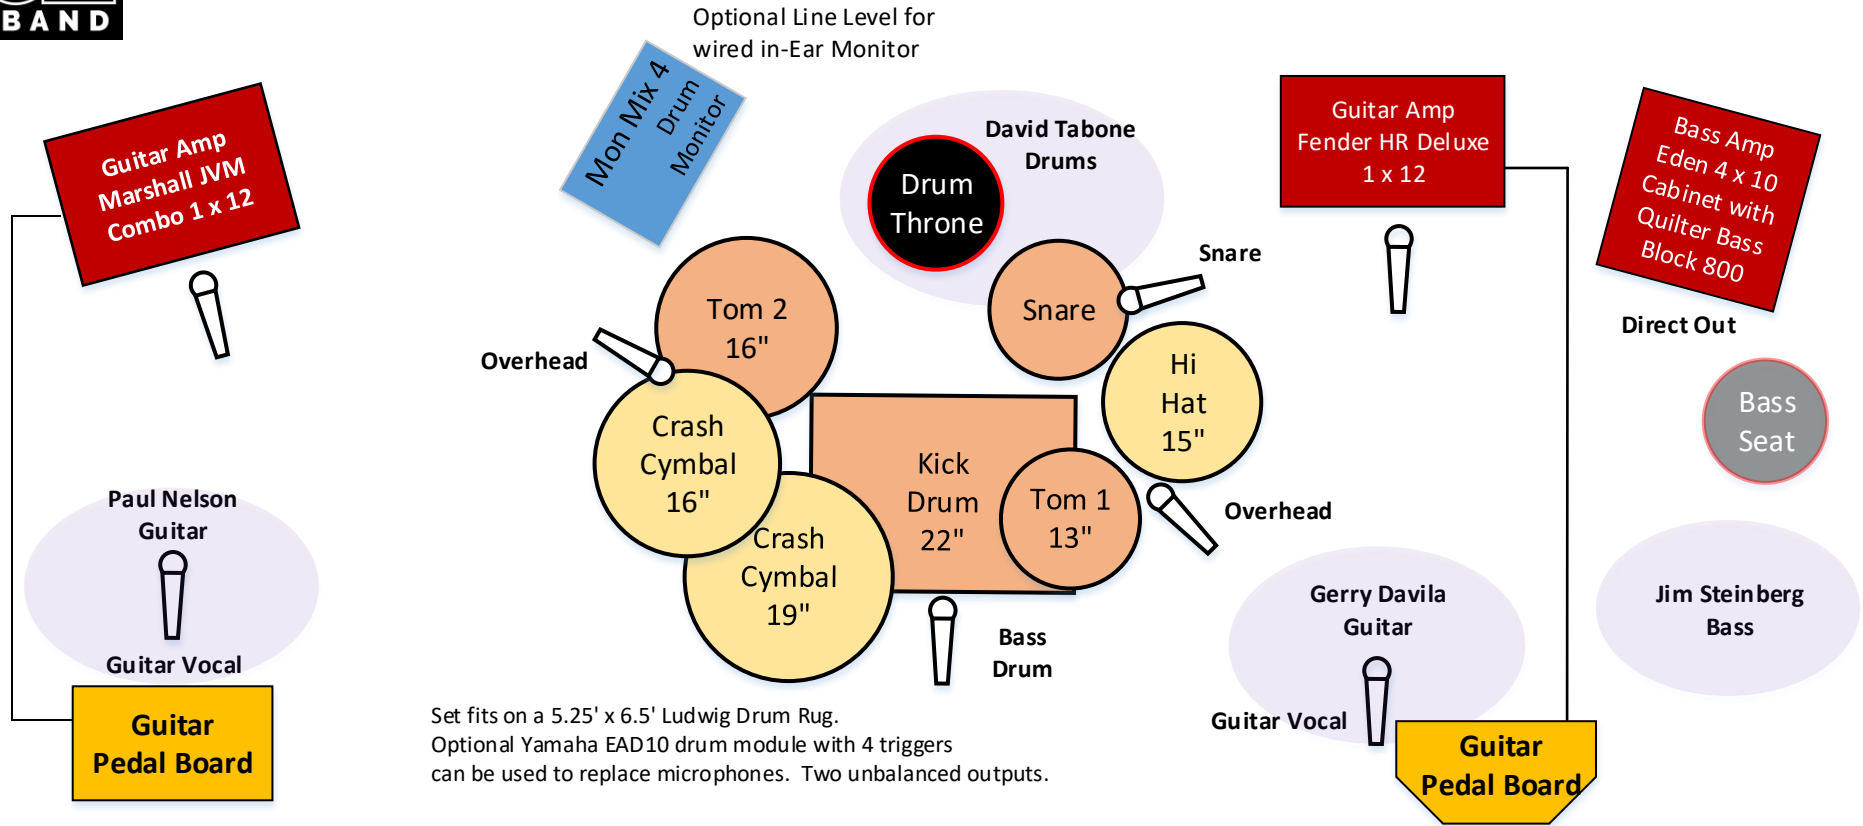 BAND
Optional Line Level for
wired in-Ear Monitor
Mon Mix 4
Drum
Monitor
Guitar Amp
Marshall JVM
Combo 1 x 12
David Tabone
Drums
Drum
Throne
Guitar Amp
Fender HR Deluxe
1 x 12
Bass Amp
Eden 4 x 10
Cabinet with
Quilter Bass
Block 800
Direct Out
Snare
Snare
Tom 2
16"
Overhead
Hi
Hat
15"
Bass
Seat
Crash
Cymbal
16"
Kick
Drum
22"
Tom 1
13"
Overhead
Crash
Cymbal
19"
Paul Nelson
Guitar
Guitar Vocal
Guitar
Pedal Board
Bass
Drum
Gerry Davila
Guitar
Guitar Vocal
Jim Steinberg
Bass
Guitar
Pedal Board
Set fits on a 5.25' x 6.5' Ludwig Drum Rug.
Optional Yamaha EAD10 drum module with 4 triggers
can be used to replace microphones.  Two unbalanced outputs.